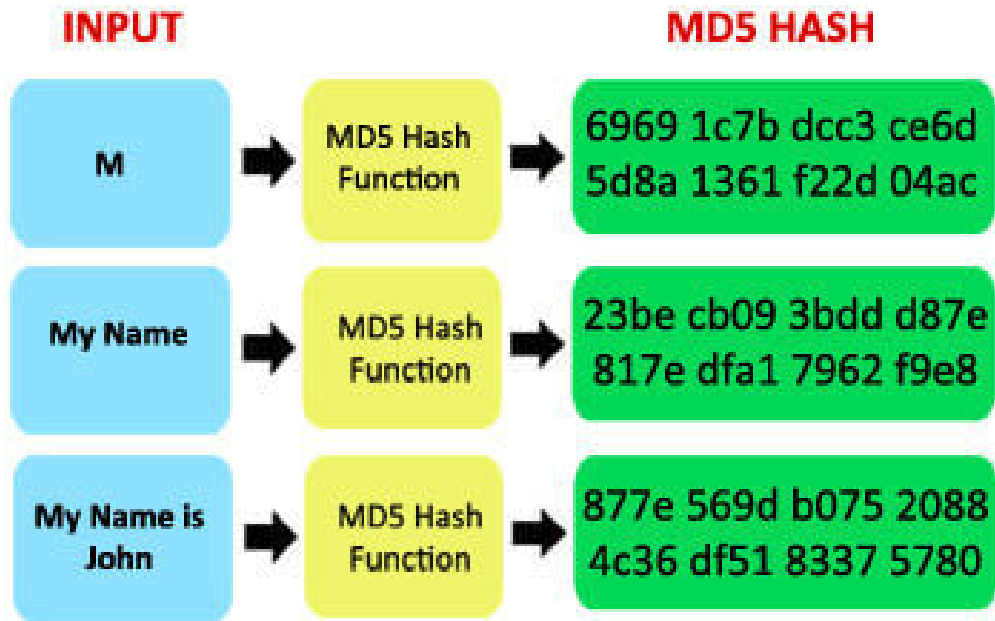 INPUT
MD5 HASH
M
MD5 Hash
Function
6969 1c7b dcc3 ce6d
5d8a 1361 f22d 04ac
My Name
MD5 Hash
Function
23be cb09 3bdd d87e
817e dfa1 7962 f9e8
My Name is
John
MD5 Hash
Function
877e 569d b075 2088
4c36 df51 8337 5780